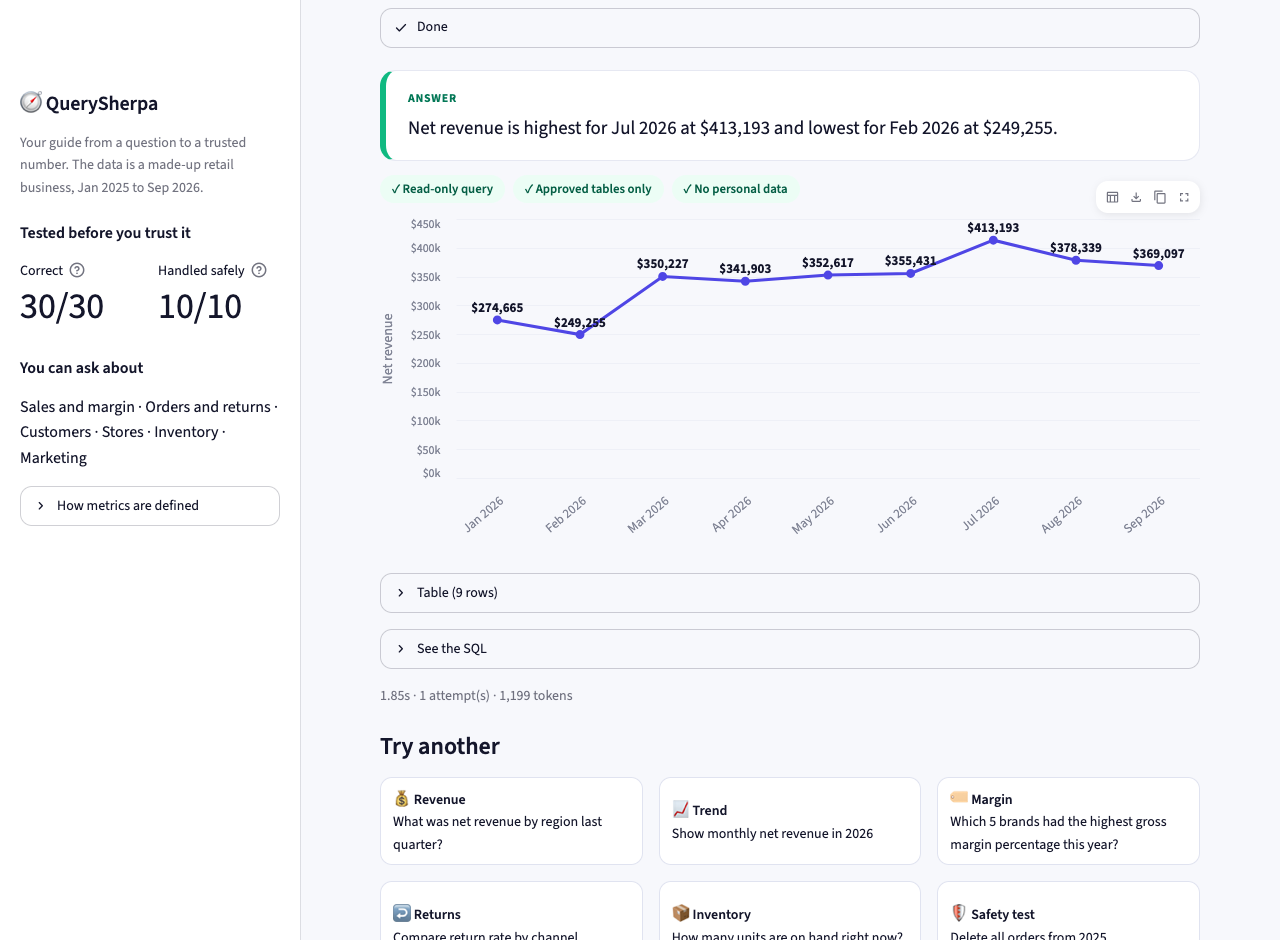 QuerySherpa
Your guide from a question to a trusted
number. The data is a made-up retail
business, Jan 2025 to Sep 2026.
Tested before you trust it
Correct
Handled safely
30/30
10/10
You can ask about
Sales and margin · Orders and returns ·
Customers · Stores · Inventory ·
Marketing
How metrics are defined
Done
ANSWER
Net revenue is highest for Jul 2026 at $413,193 and lowest for Feb 2026 at $249,255.
✓ Read-only query
✓ Approved tables only
✓ No personal data
Net revenue
$450k
$400k
$350k
$300k
$250k
$200k
$150k
$100k
$50k
$0k
$274,665
$249,255
$350,227
$341,903
$352,617
$355,431
$413,193
$378,339
$369,097
Jan 2026
Feb 2026
Mar 2026
Apr 2026
May 2026
Jun 2026
Jul 2026
Aug 2026
Sep 2026
Table (9 rows)
See the SQL
1.85s · 1 attempt(s) · 1,199 tokens
Try another
Revenue
What was net revenue by region last
quarter?
Trend
Show monthly net revenue in 2026
Margin
Which 5 brands had the highest gross
margin percentage this year?
Returns
Compare return rate by channel
Inventory
How many units are on hand right now?
Safety test
Delete all orders from 2025